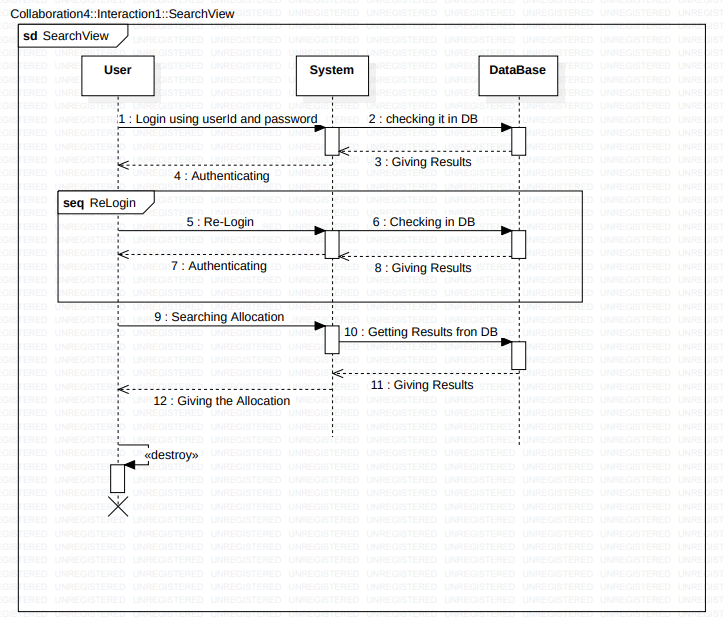 Collaboration4::Interaction1::SearchView
sd SearchView
User
System
DataBase
1 : Login using userId and password
2 : checking it in DB
3 : Giving Results
4 : Authenticating
seq ReLogin
5 : Re-Login
6 : Checking in DB
7 : Authenticating
8 : Giving Results
9 : Searching Allocation
10 : Getting Results fron DB
11 : Giving Results
12 : Giving the Allocation
«destroy»
UNREGISTERED